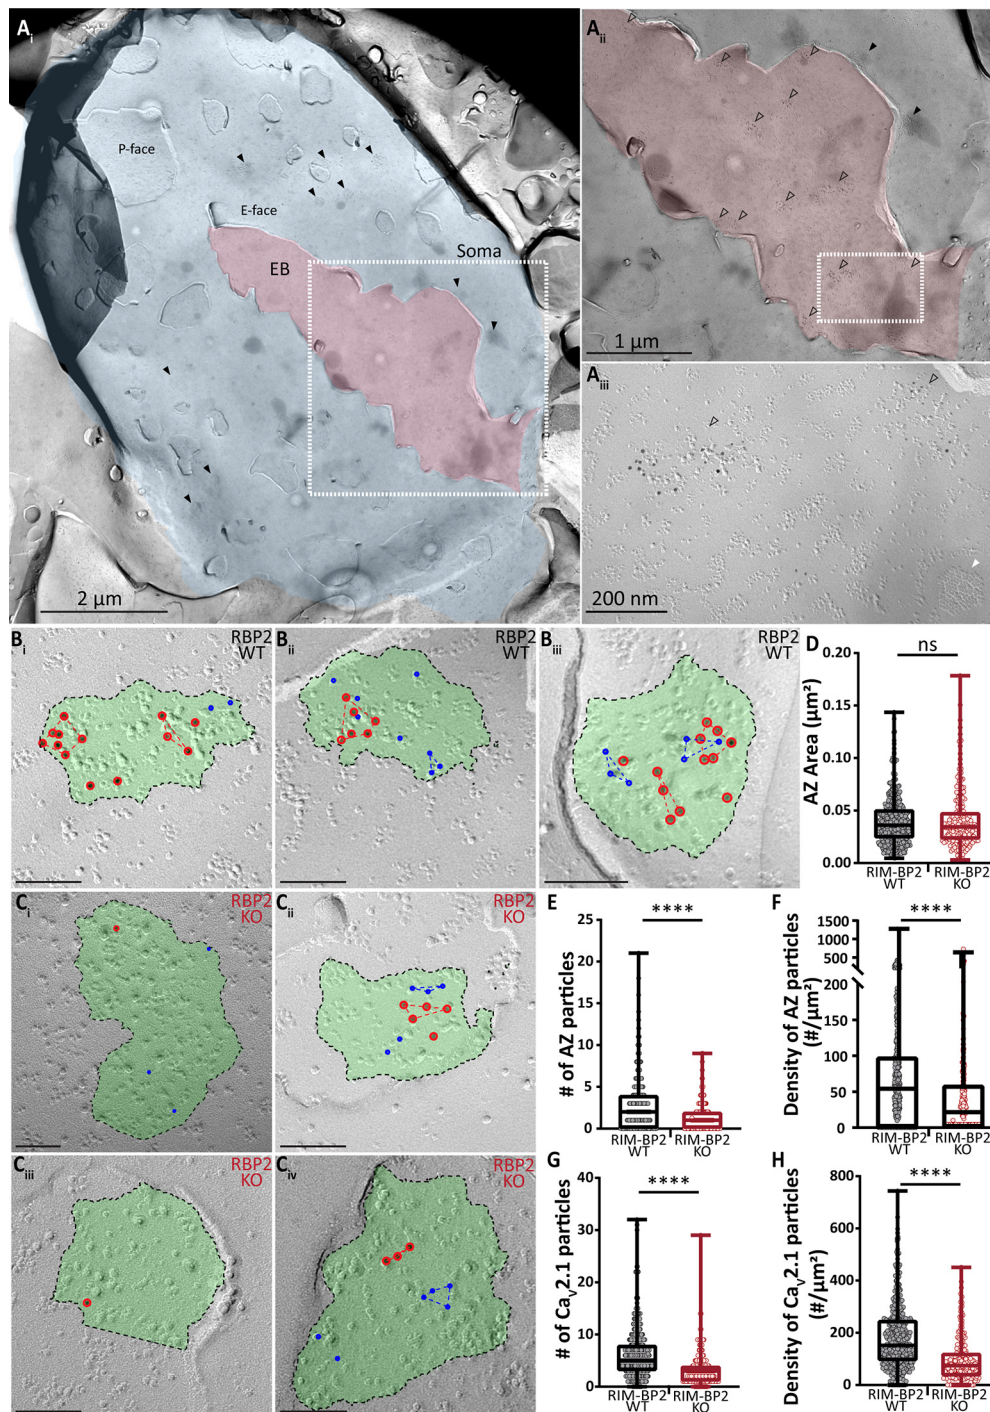 Ai
P-face
E-face
EB
Soma
2 µm
Aii
1 µm
Aiii
200 nm
Bi
RBP2
WT
Bii
RBP2
WT
Biii
RBP2
WT
D
ns
AZ Area (µm²)
0.20
0.15
0.10
0.05
0.00
RIM-BP2
WT
RIM-BP2
KO
Ci
RBP2
KO
Cii
RBP2
KO
E
****
# of AZ particles
25
20
15
10
5
0
RIM-BP2
WT
RIM-BP2
KO
F
****
Density of AZ particles
(#/µm²)
1500
1000
500
200
150
100
50
0
RIM-BP2
WT
RIM-BP2
KO
Ciii
RBP2
KO
Civ
RBP2
KO
G
****
# of CaV2.1 particles
40
30
20
10
0
RIM-BP2
WT
RIM-BP2
KO
H
****
Density of CaV2.1 particles
(#/µm²)
800
600
400
200
0
RIM-BP2
WT
RIM-BP2
KO